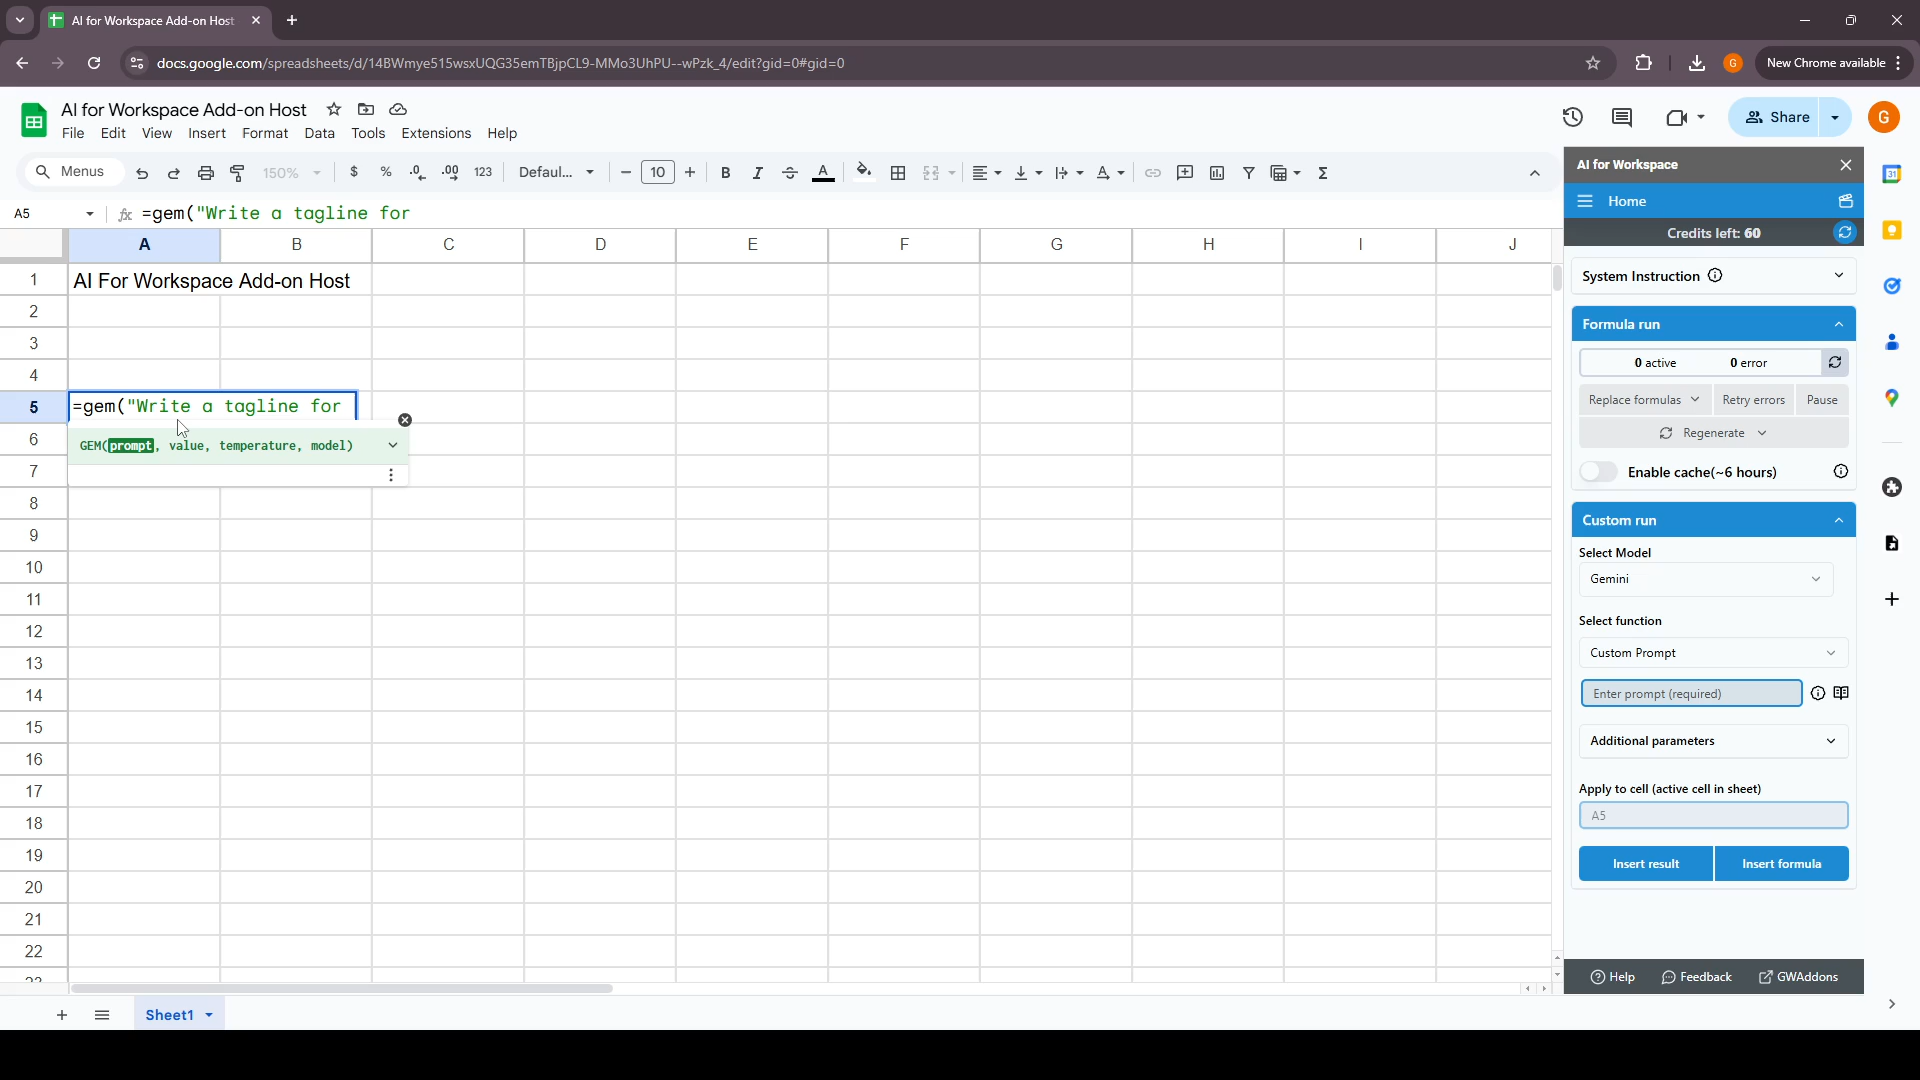 AI for Workspace Add-on Host
docs.google.com/spreadsheets/d/14BWmye515wsxUQG35emTBjpCL9-MMo3UhPU--wPzk_4/edit?gid=0#gid=0
G
New Chrome available
AI for Workspace Add-on Host
File Edit View Insert Format Data Tools Extensions Help
Share
G
Menus
150%
$ % .0 .00 123
Defaul...
10
B I S A
A5
fx =gem("Write a tagline for
A B C D E F G H I J
1 AI For Workspace Add-on Host
2
3
4
5 =gem("Write a tagline for
GEM(prompt, value, temperature, model)
6
7
8
9
10
11
12
13
14
15
16
17
18
19
20
21
22
23
Sheet1
AI for Workspace
Home
Credits left: 60
System Instruction
Formula run
0 active 0 error
Replace formulas Retry errors Pause
Regenerate
Enable cache(~6 hours)
Custom run
Select Model
Gemini
Select function
Custom Prompt
Enter prompt (required)
Additional parameters
Apply to cell (active cell in sheet)
A5
Insert result Insert formula
Help Feedback GWAddons
31